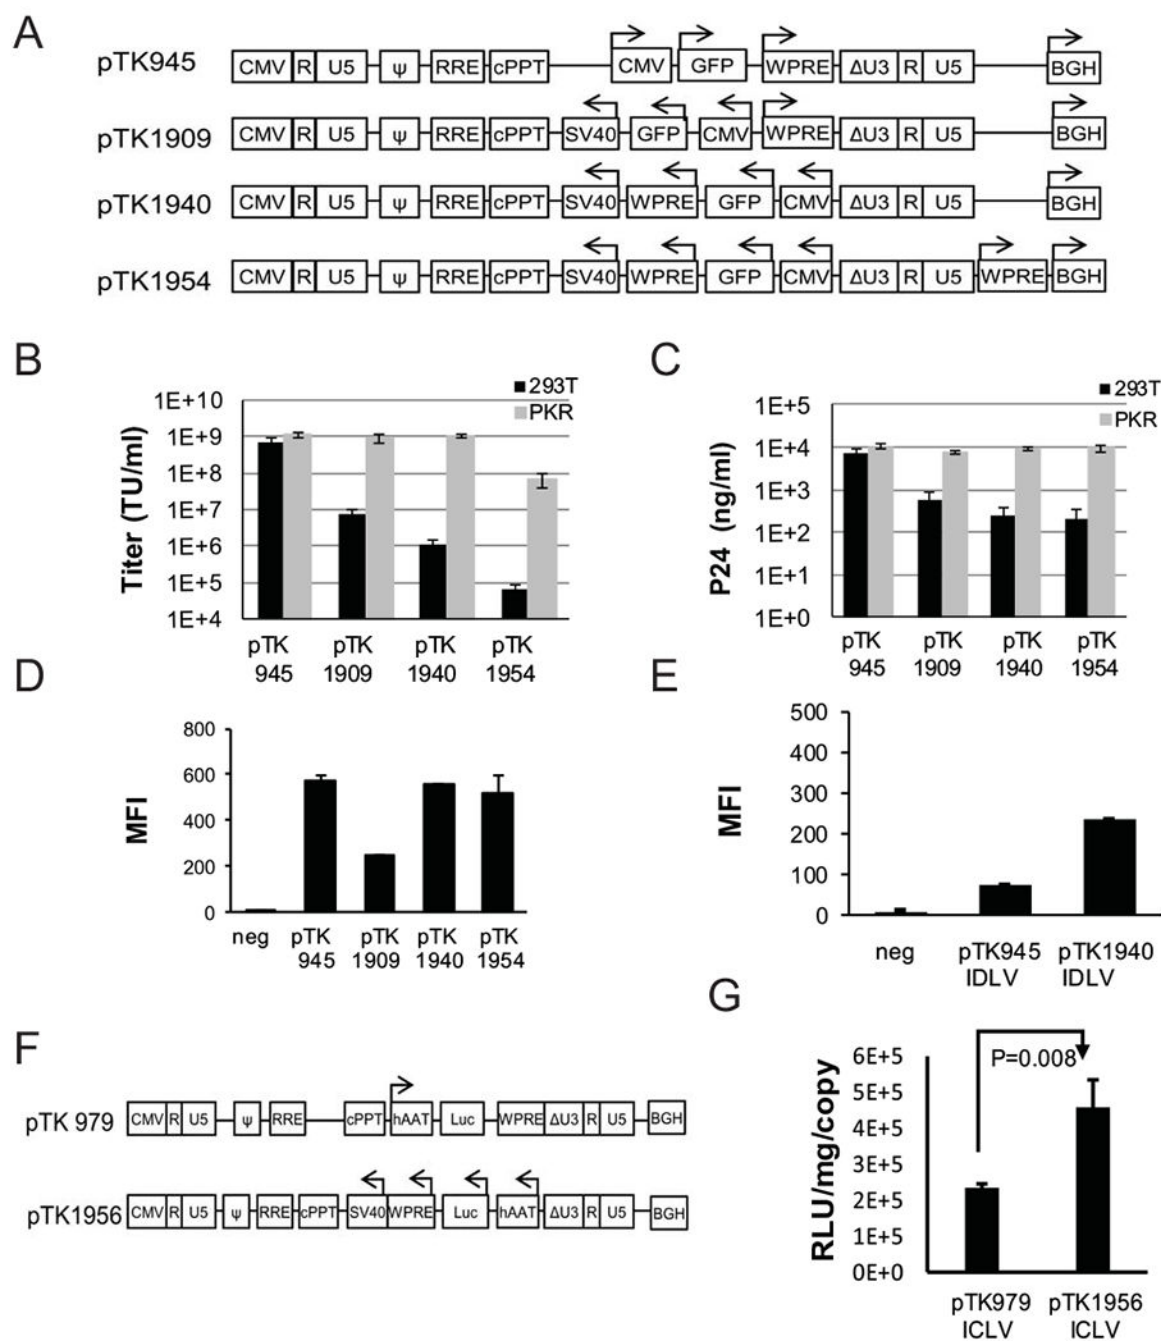 A
pTK945 CMV R U5 ψ RRE cPPT CMV GFP WPRE ΔU3 R U5 BGH
pTK1909 CMV R U5 ψ RRE cPPT SV40 GFP CMV WPRE ΔU3 R U5 BGH
pTK1940 CMV R U5 ψ RRE cPPT SV40 WPRE GFP CMV ΔU3 R U5 BGH
pTK1954 CMV R U5 ψ RRE cPPT SV40 WPRE GFP CMV ΔU3 R U5 WPRE BGH
B
Titer (TU/ml)
293T
PKR
1E+10
1E+9
1E+8
1E+7
1E+6
1E+5
1E+4
pTK pTK pTK pTK
945 1909 1940 1954
C
P24 (ng/ml)
293T
PKR
1E+5
1E+4
1E+3
1E+2
1E+1
1E+0
pTK pTK pTK pTK
945 1909 1940 1954
D
MFI
800
600
400
200
0
neg pTK pTK pTK pTK
945 1909 1940 1954
E
MFI
500
400
300
200
100
0
neg pTK945 pTK1940
IDLV IDLV
F
pTK 979 CMV R U5 ψ RRE cPPT hAAT Luc WPRE ΔU3 R U5 BGH
pTK1956 CMV R U5 ψ RRE cPPT SV40 WPRE Luc hAAT ΔU3 R U5 BGH
G
RLU/mg/copy
P=0.008
6E+5
5E+5
4E+5
3E+5
2E+5
1E+5
0E+0
pTK979 pTK1956
ICLV ICLV